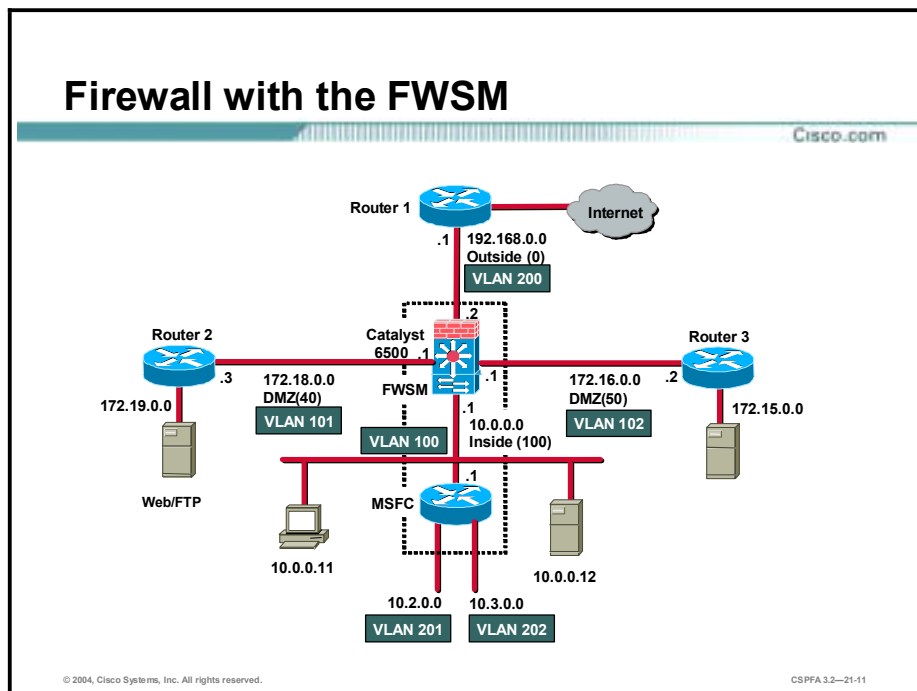 Firewall with the FWSM
Cisco.com
Router 1
Internet
.1
192.168.0.0
Outside (0)
VLAN 200
.2
Router 2
Catalyst
6500
.1
Router 3
.3
172.18.0.0
DMZ(40)
VLAN 101
FWSM
.1
172.16.0.0
DMZ(50)
VLAN 102
.2
172.19.0.0
172.15.0.0
.1
VLAN 100
10.0.0.0
Inside (100)
.1
Web/FTP
MSFC
10.0.0.11
10.0.0.12
10.2.0.0
10.3.0.0
VLAN 201
VLAN 202
© 2004, Cisco Systems, Inc. All rights reserved.
CSPFA 3.2—21-11